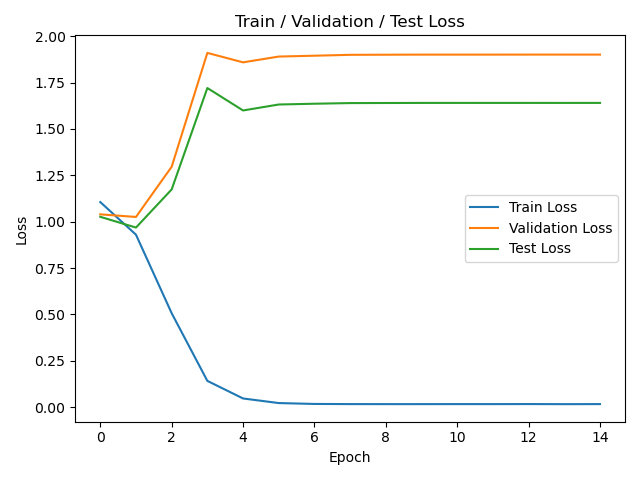 Train / Validation / Test Loss
2.00
1.75
1.50
1.25
1.00
0.75
0.50
0.25
0.00
Loss
Train Loss
Validation Loss
Test Loss
0 2 4 6 8 10 12 14
Epoch